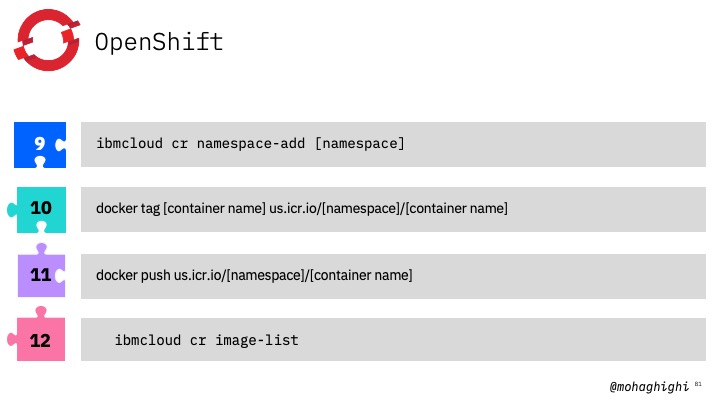 OpenShift
9
ibmcloud cr namespace-add [namespace]
10
docker tag [container name] us.icr.io/[namespace]/[container name]
11
docker push us.icr.io/[namespace]/[container name]
12
ibmcloud cr image-list
@mohaghighi 81